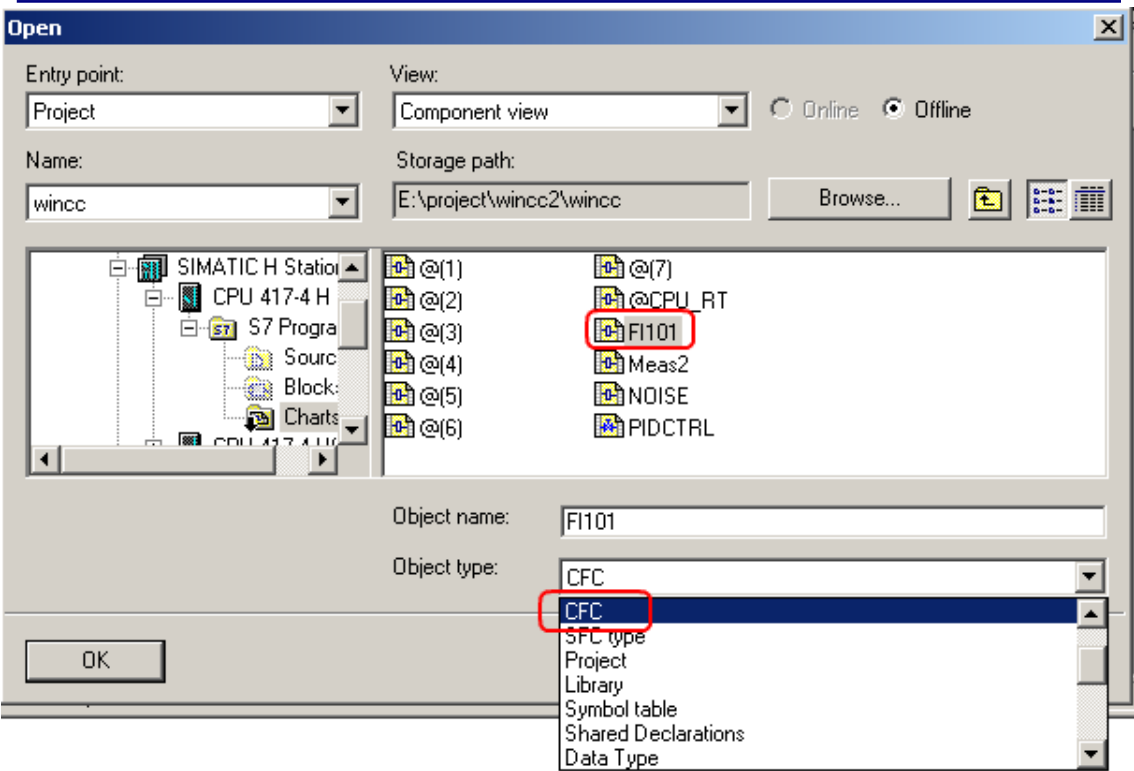 Open
Entry point:
View:
Project
Component view
Online
Offline
Name:
Storage path:
wincc
E:\project\wincc2\wincc
Browse...
SIMATIC H Station
CPU 417-4 H
S7 Progra
Sourc
Block
Charts
CPU 417-4 H
@(1)
@(2)
@(3)
@(4)
@(5)
@(6)
@(7)
@CPU_RT
FI101
Meas2
NOISE
PIDCTRL
Object name:
FI101
Object type:
CFC
CFC
SFC type
Project
Library
Symbol table
Shared Declarations
Data Type
OK